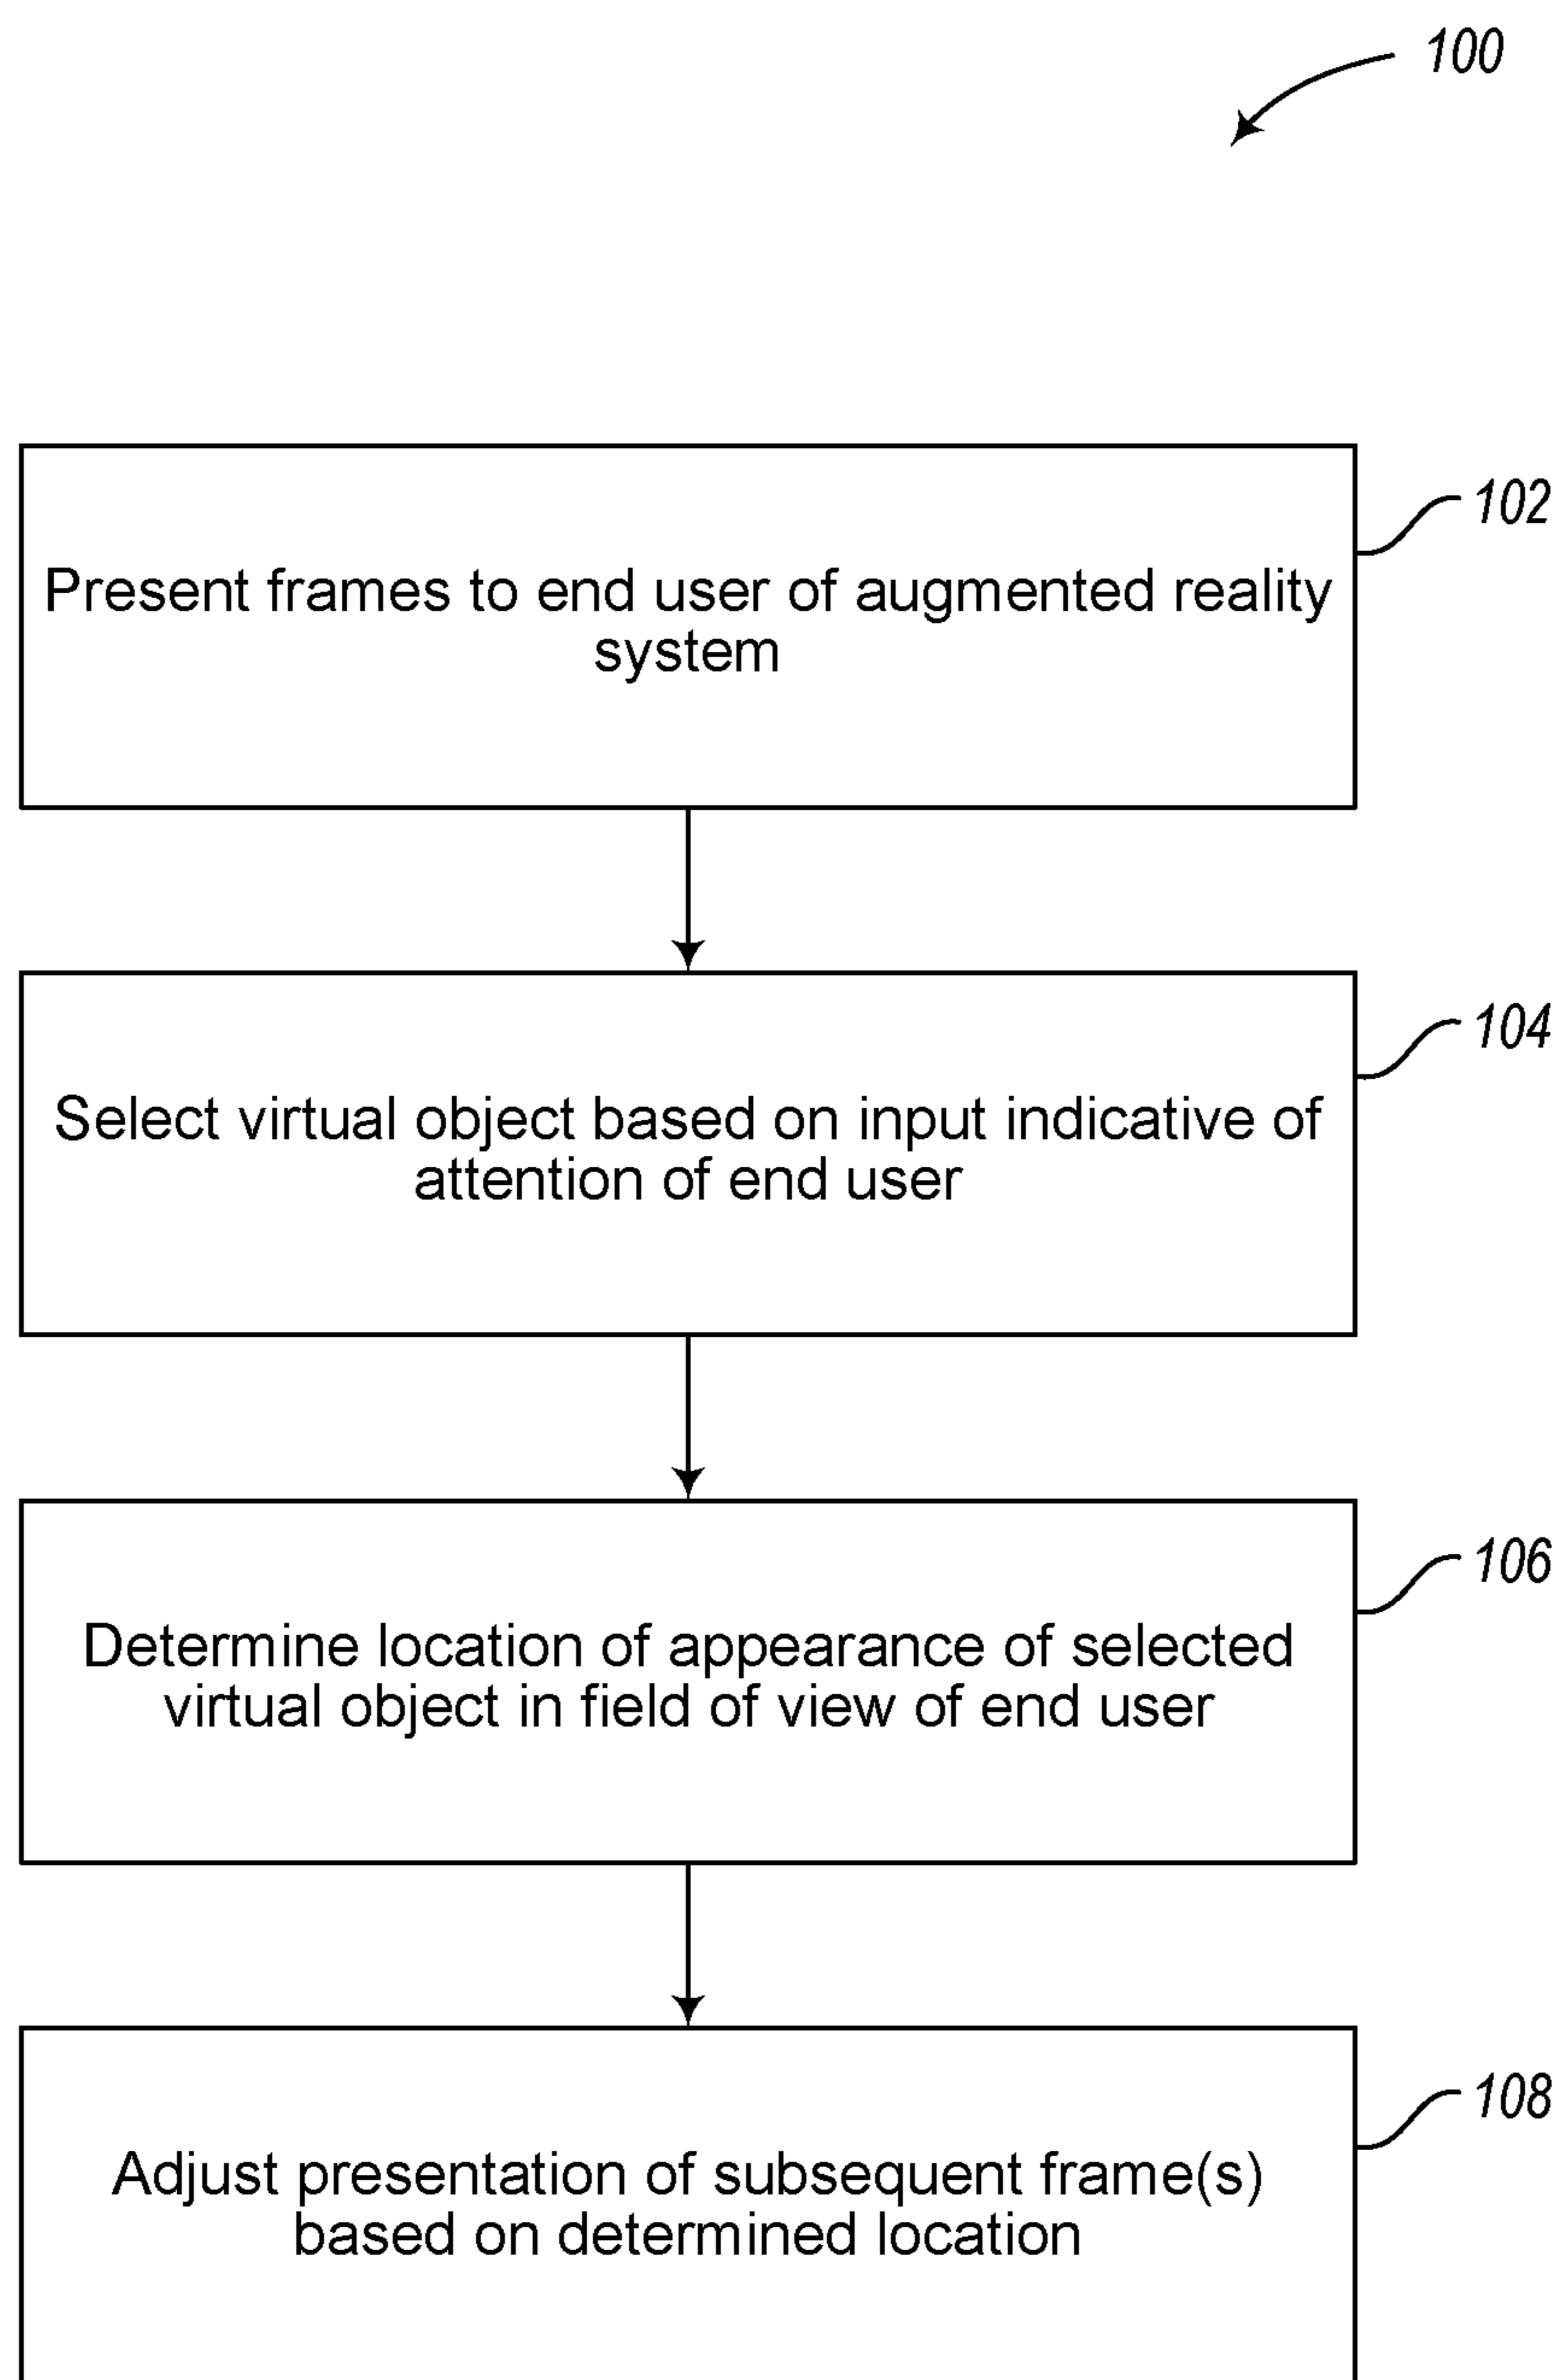 100
102
Present frames to end user of augmented reality
system
104
Select virtual object based on input indicative of
attention of end user
106
Determine location of appearance of selected
virtual object in field of view of end user
108
Adjust presentation of subsequent frame(s)
based on determined location